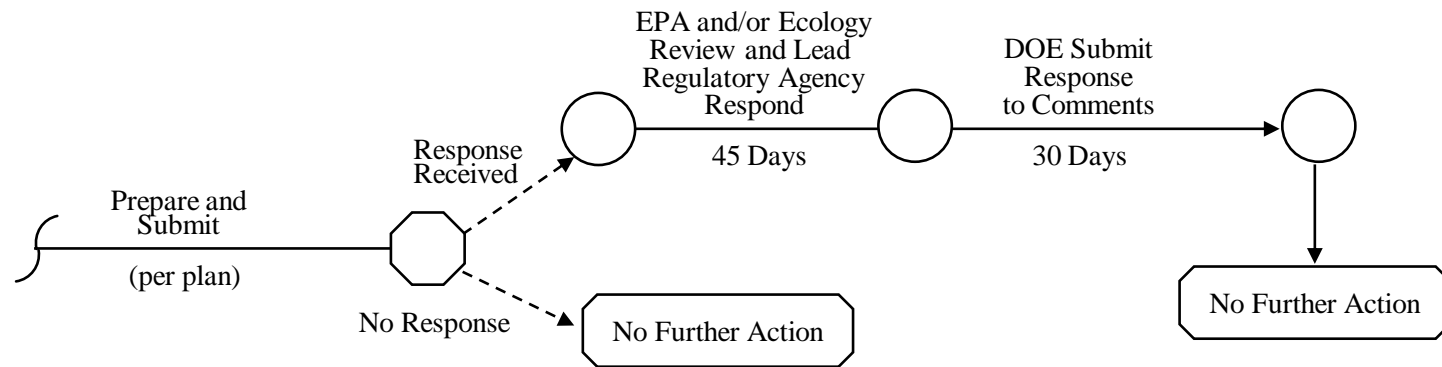 EPA and/or Ecology
Review and Lead
Regulatory Agency
Respond
45 Days
DOE Submit
Response
to Comments
30 Days
Response
Received
Prepare and
Submit
(per plan)
No Response
No Further Action
No Further Action